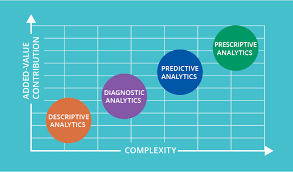 ADDED-VALUE
CONTRIBUTION
PRESCRIPTIVE
ANALYTICS
PREDICTIVE
ANALYTICS
DIAGNOSTIC
ANALYTICS
DESCRIPTIVE
ANALYTICS
COMPLEXITY